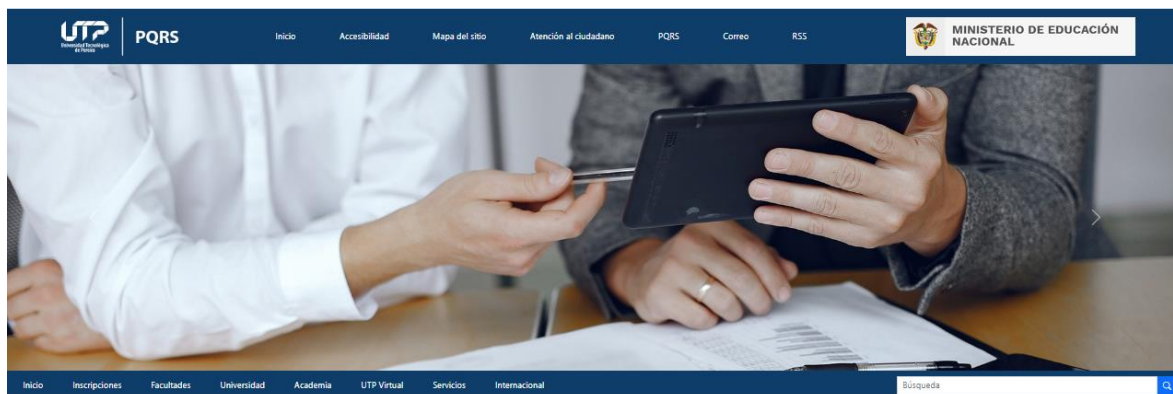 UTP
Universidad Tecnológica
de Pereira
PQRS
Inicio Accesibilidad Mapa del sitio Atención al ciudadano PQRS Correo RSS
MINISTERIO DE EDUCACIÓN
NACIONAL
Inicio Inscripciones Facultades Universidad Academia UTP Virtual Servicios Internacional
Búsqueda